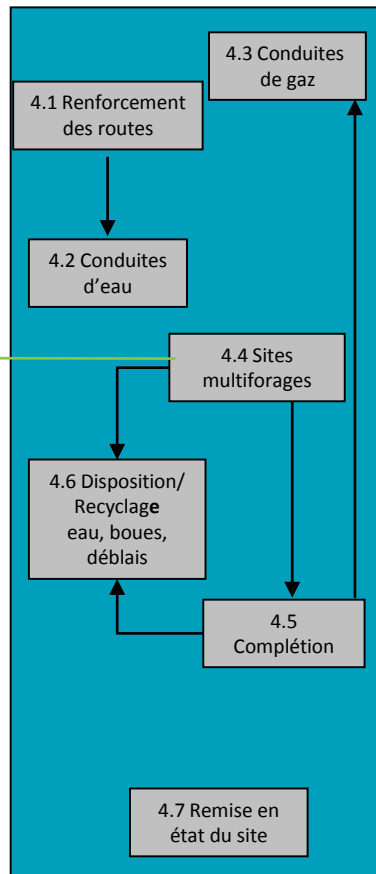 4.3 Conduites
de gaz
4.1 Renforcement
des routes
4.2 Conduites
d’eau
4.4 Sites
multiforages
4.6 Disposition/
Recyclage
eau, boues,
déblais
4.5
Complétion
4.7 Remise en
état du site